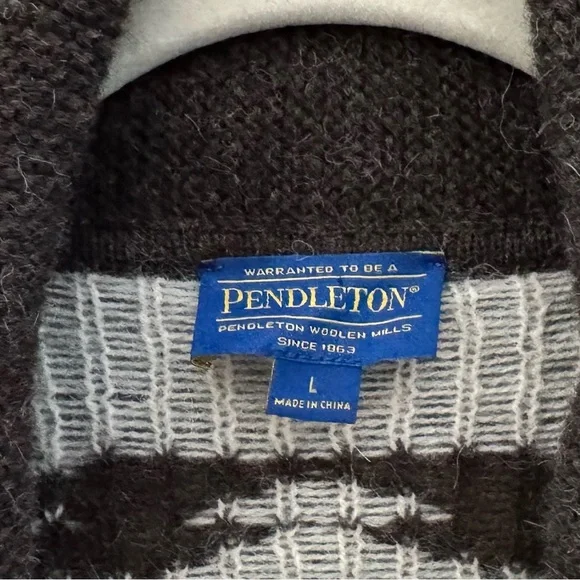 WARRANTED TO BE A
PENDLETON®
PENDLETON WOOLEN MILLS
SINCE 1863
L
MADE IN CHINA